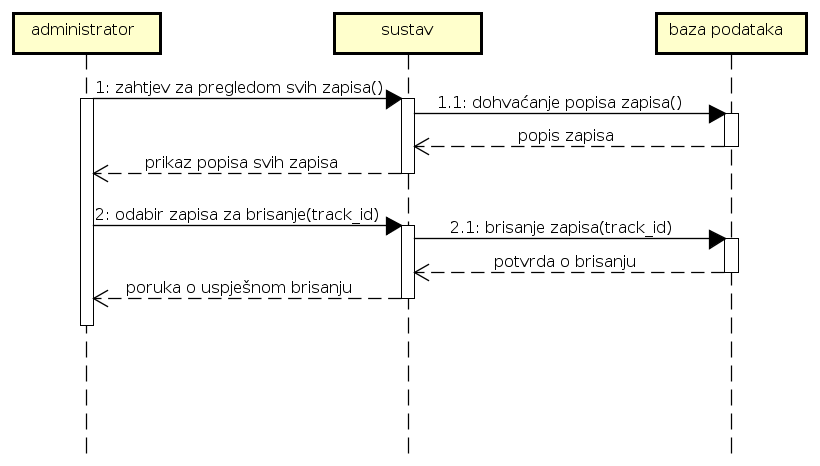 administrator
sustav
baza podataka
1: zahtjev za pregledom svih zapisa()
1.1: dohvaćanje popisa zapisa()
popis zapisa
prikaz popisa svih zapisa
2: odabir zapisa za brisanje(track_id)
2.1: brisanje zapisa(track_id)
potvrda o brisanju
poruka o uspješnom brisanju